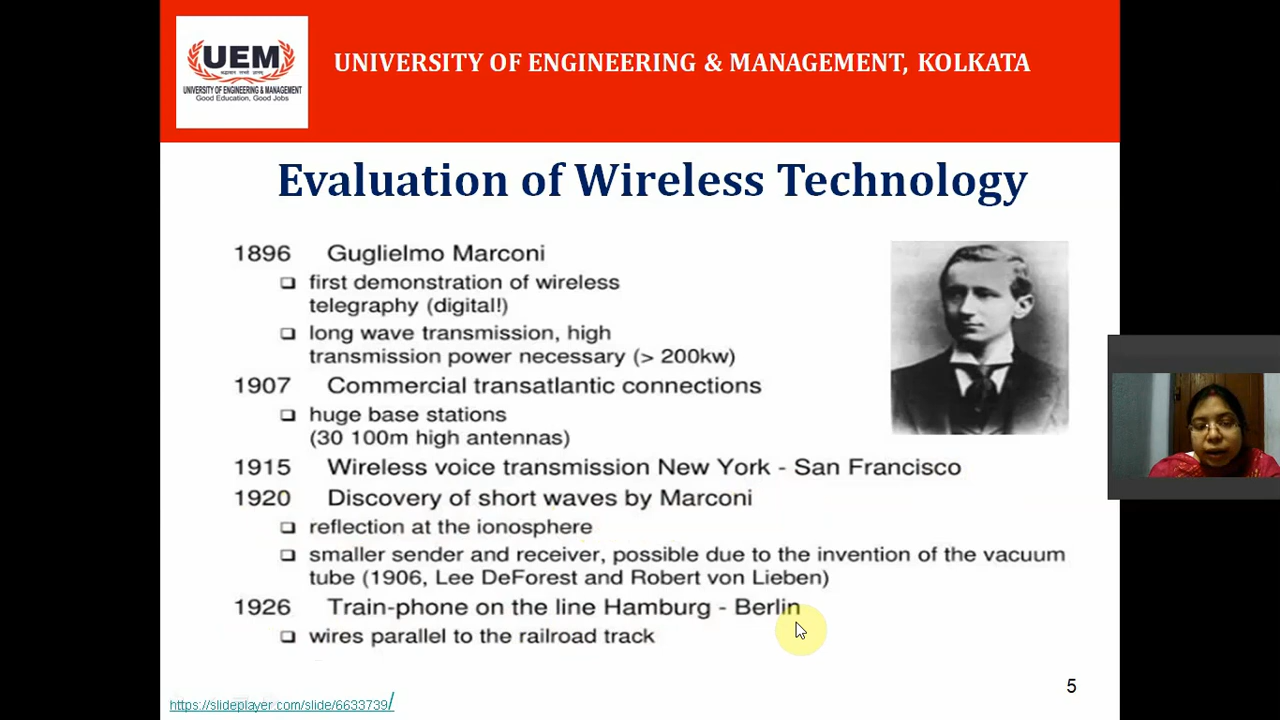 UEM
UNIVERSITY OF ENGINEERING & MANAGEMENT
Good Education, Good Jobs
UNIVERSITY OF ENGINEERING & MANAGEMENT, KOLKATA
Evaluation of Wireless Technology
1896 Guglielmo Marconi
❑ first demonstration of wireless
telegraphy (digital!)
❑ long wave transmission, high
transmission power necessary (> 200kw)
1907 Commercial transatlantic connections
❑ huge base stations
(30 100m high antennas)
1915 Wireless voice transmission New York - San Francisco
1920 Discovery of short waves by Marconi
❑ reflection at the ionosphere
❑ smaller sender and receiver, possible due to the invention of the vacuum
tube (1906, Lee DeForest and Robert von Lieben)
1926 Train-phone on the line Hamburg - Berlin
❑ wires parallel to the railroad track
https://slideplayer.com/slide/6633739/
5